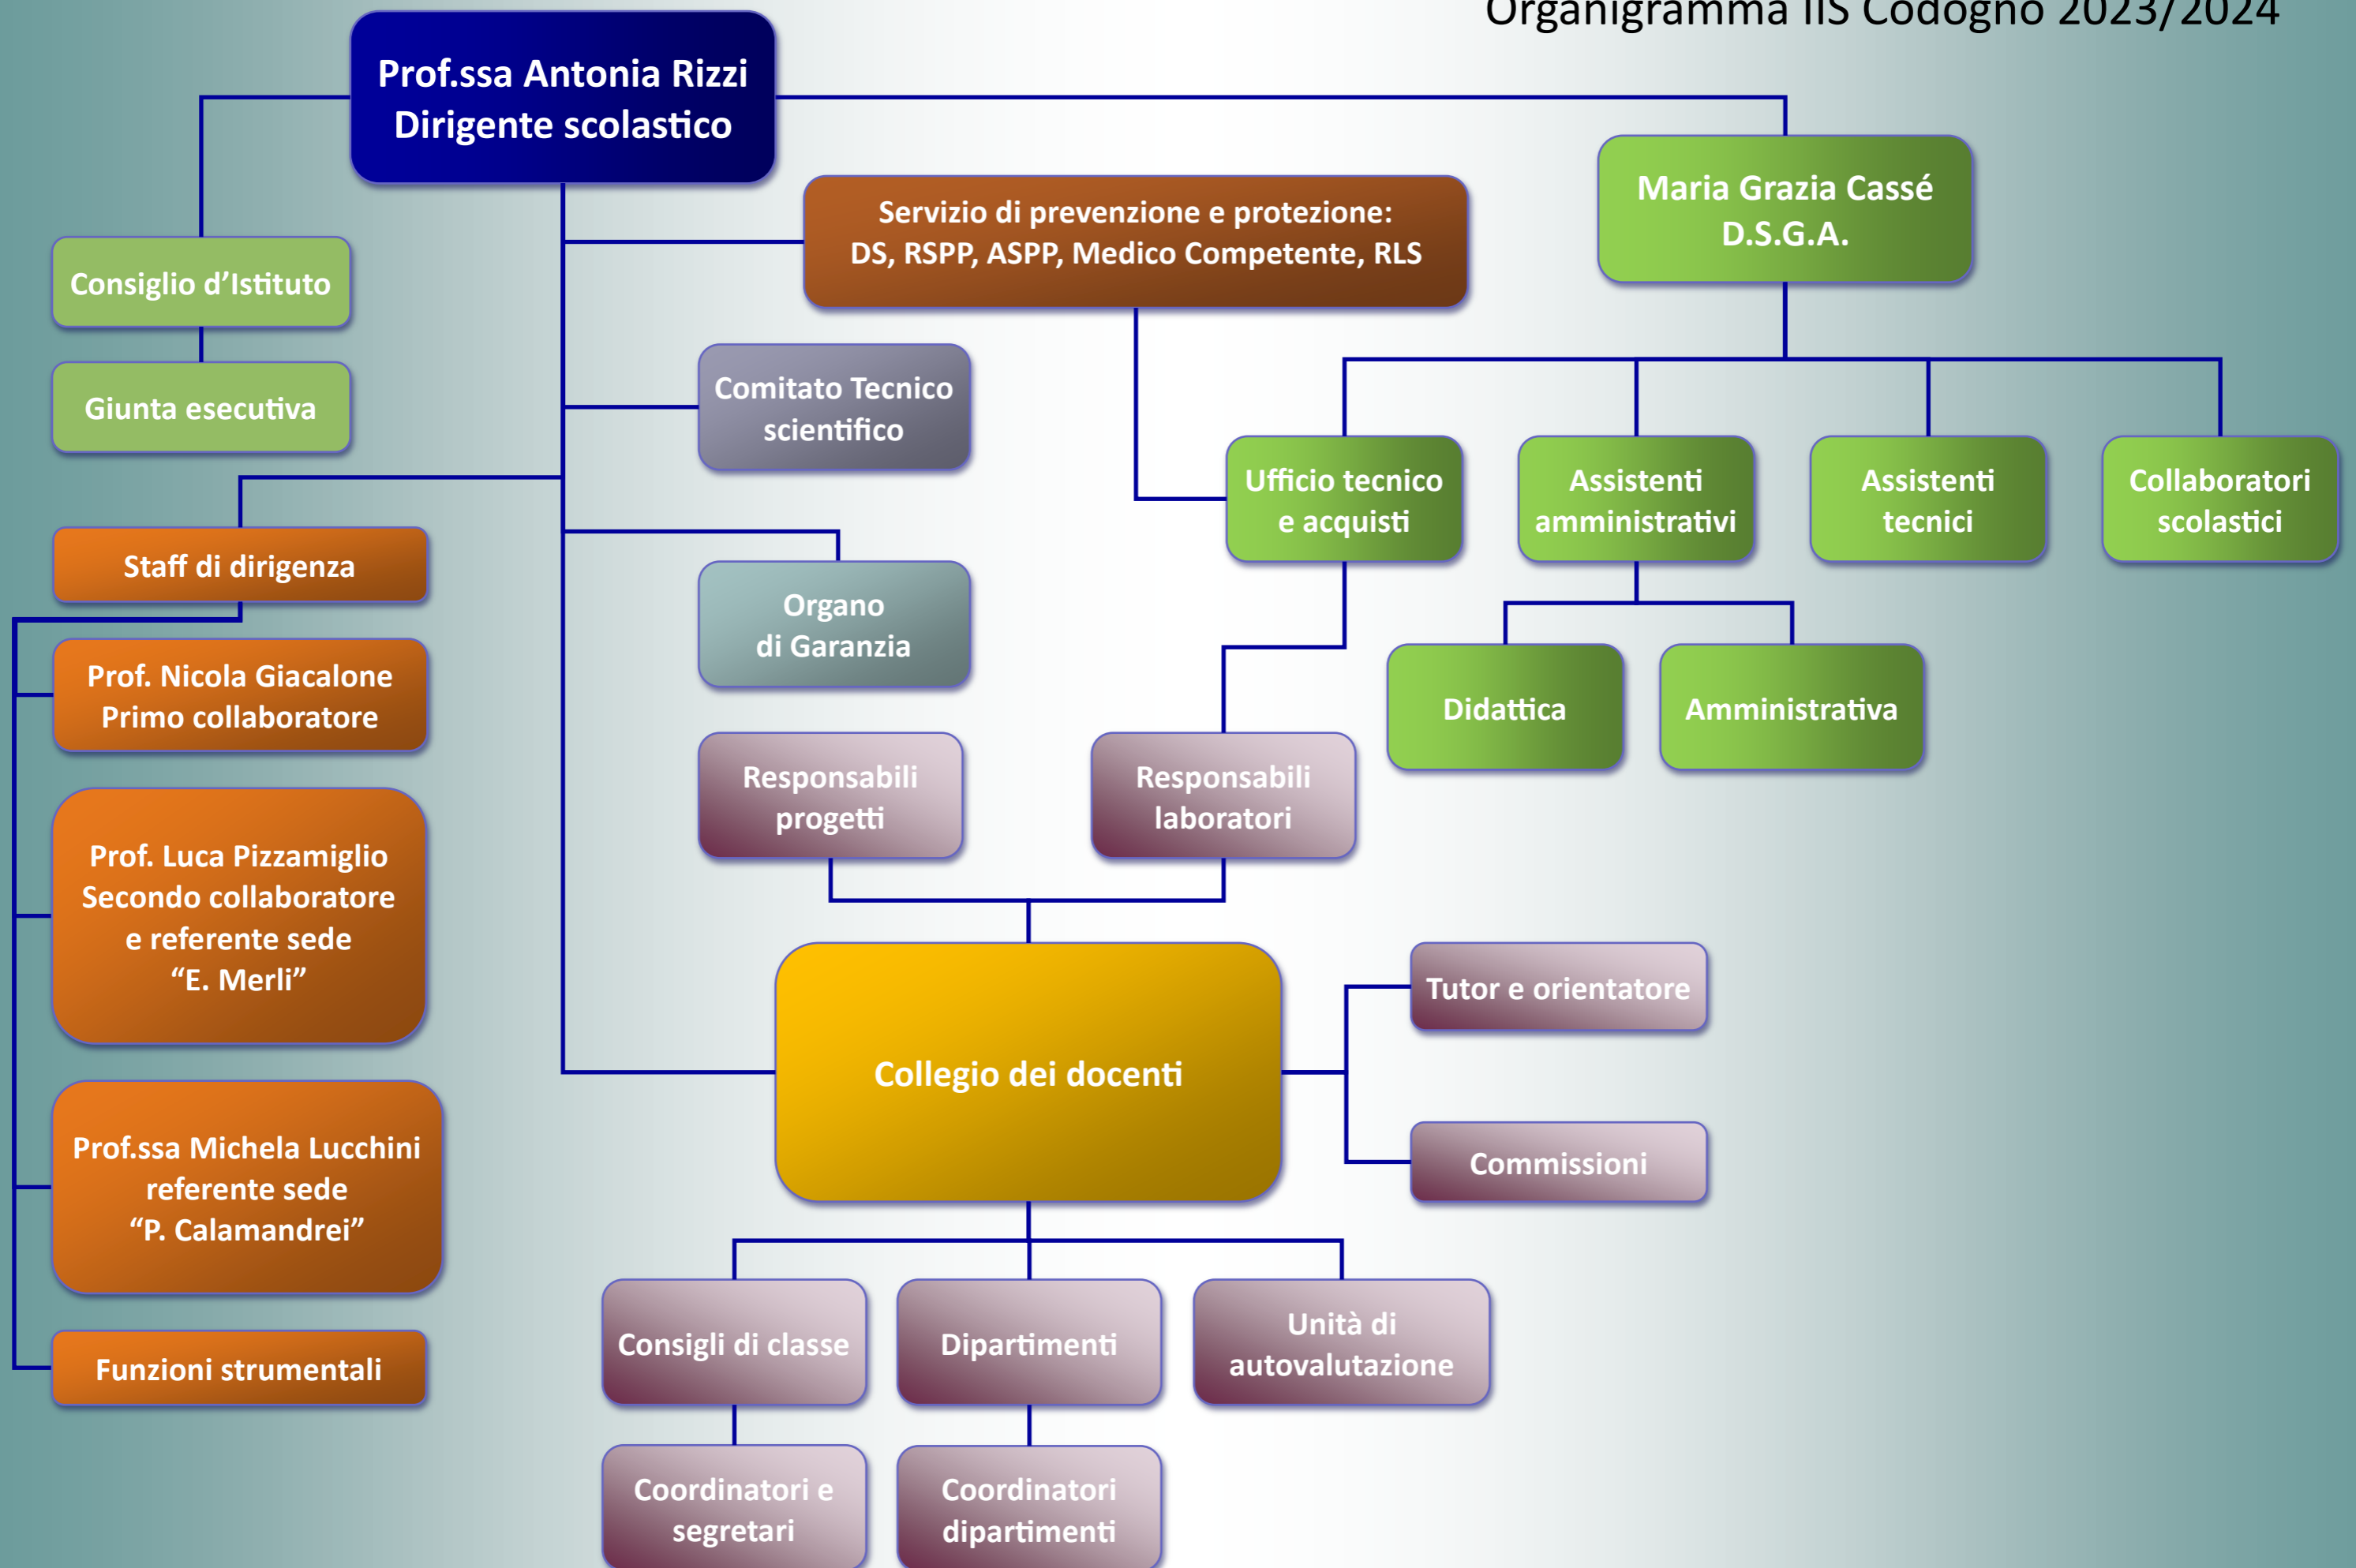 Organigramma IIS Codogno 2023/2024
Prof.ssa Antonia Rizzi
Dirigente scolastico
Maria Grazia Cassé
D.S.G.A.
Servizio di prevenzione e protezione:
DS, RSPP, ASPP, Medico Competente, RLS
Consiglio d’Istituto
Giunta esecutiva
Comitato Tecnico
scientifico
Ufficio tecnico
e acquisti
Assistenti
amministrativi
Assistenti
tecnici
Collaboratori
scolastici
Staff di dirigenza
Organo
di Garanzia
Prof. Nicola Giacalone
Primo collaboratore
Didattica
Amministrativa
Responsabili
progetti
Responsabili
laboratori
Prof. Luca Pizzamiglio
Secondo collaboratore
e referente sede
“E. Merli”
Tutor e orientatore
Collegio dei docenti
Commissioni
Prof.ssa Michela Lucchini
referente sede
“P. Calamandrei”
Funzioni strumentali
Consigli di classe
Dipartimenti
Unità di
autovalutazione
Coordinatori e
segretari
Coordinatori
dipartimenti